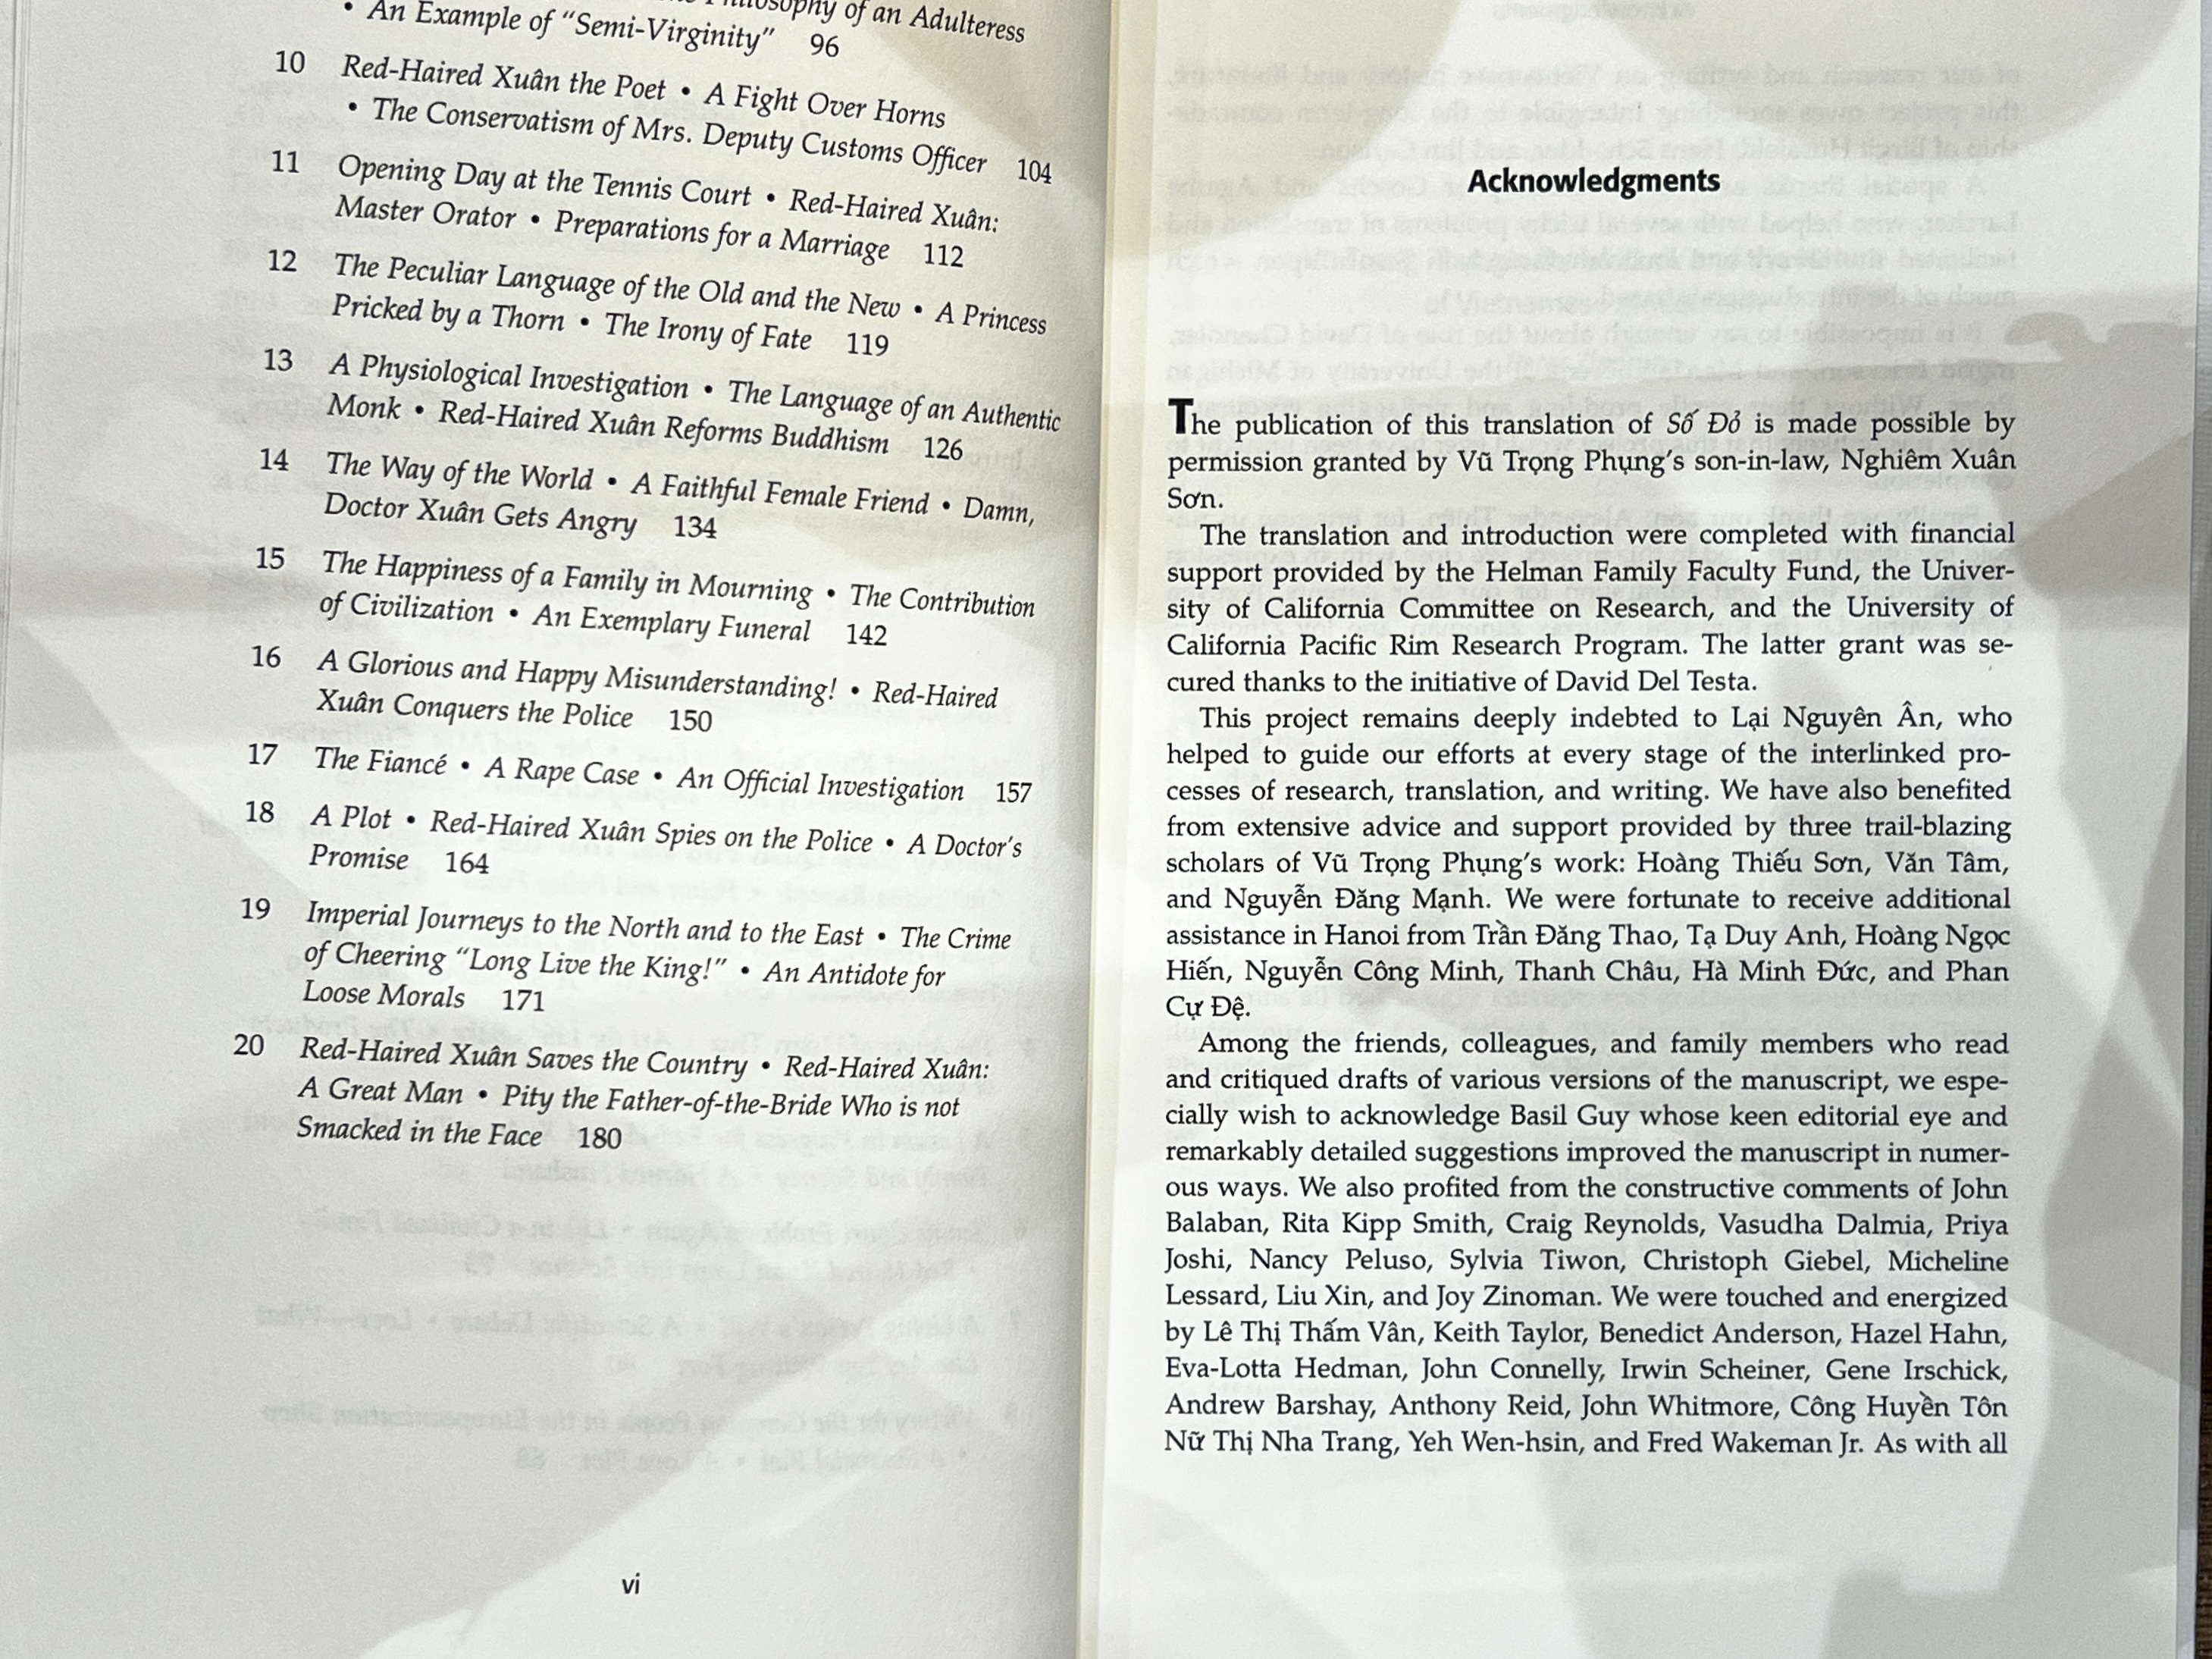 Philosophy of an Adulteress
• An Example of “Semi-Virginity” 96
10 Red-Haired Xuân the Poet • A Fight Over Horns
• The Conservatism of Mrs. Deputy Customs Officer 104
11 Opening Day at the Tennis Court • Red-Haired Xuân:
Master Orator • Preparations for a Marriage 112
12 The Peculiar Language of the Old and the New • A Princess
Pricked by a Thorn • The Irony of Fate 119
13 A Physiological Investigation • The Language of an Authentic
Monk • Red-Haired Xuân Reforms Buddhism 126
14 The Way of the World • A Faithful Female Friend • Damn,
Doctor Xuân Gets Angry 134
15 The Happiness of a Family in Mourning • The Contribution
of Civilization • An Exemplary Funeral 142
16 A Glorious and Happy Misunderstanding! • Red-Haired
Xuân Conquers the Police 150
17 The Fiancé • A Rape Case • An Official Investigation 157
18 A Plot • Red-Haired Xuân Spies on the Police • A Doctor’s
Promise 164
19 Imperial Journeys to the North and to the East • The Crime
of Cheering “Long Live the King!” • An Antidote for
Loose Morals 171
20 Red-Haired Xuân Saves the Country • Red-Haired Xuân:
A Great Man • Pity the Father-of-the-Bride Who is not
Smacked in the Face 180
vi
Acknowledgments
The publication of this translation of Số Đỏ is made possible by
permission granted by Vũ Trọng Phụng’s son-in-law, Nghiêm Xuân
Sơn.
The translation and introduction were completed with financial
support provided by the Helman Family Faculty Fund, the Univer-
sity of California Committee on Research, and the University of
California Pacific Rim Research Program. The latter grant was se-
cured thanks to the initiative of David Del Testa.
This project remains deeply indebted to Lại Nguyên Ân, who
helped to guide our efforts at every stage of the interlinked pro-
cesses of research, translation, and writing. We have also benefited
from extensive advice and support provided by three trail-blazing
scholars of Vũ Trọng Phụng’s work: Hoàng Thiếu Sơn, Văn Tâm,
and Nguyễn Đăng Mạnh. We were fortunate to receive additional
assistance in Hanoi from Trần Đăng Thao, Tạ Duy Anh, Hoàng Ngọc
Hiến, Nguyễn Công Minh, Thanh Châu, Hà Minh Đức, and Phan
Cự Đệ.
Among the friends, colleagues, and family members who read
and critiqued drafts of various versions of the manuscript, we espe-
cially wish to acknowledge Basil Guy whose keen editorial eye and
remarkably detailed suggestions improved the manuscript in numer-
ous ways. We also profited from the constructive comments of John
Balaban, Rita Kipp Smith, Craig Reynolds, Vasudha Dalmia, Priya
Joshi, Nancy Peluso, Sylvia Tiwon, Christoph Giebel, Micheline
Lessard, Liu Xin, and Joy Zinoman. We were touched and energized
by Lê Thị Thấm Vân, Keith Taylor, Benedict Anderson, Hazel Hahn,
Eva-Lotta Hedman, John Connelly, Irwin Scheiner, Gene Irschick,
Andrew Barshay, Anthony Reid, John Whitmore, Công Huyền Tôn
Nữ Thị Nha Trang, Yeh Wen-hsin, and Fred Wakeman Jr. As with all